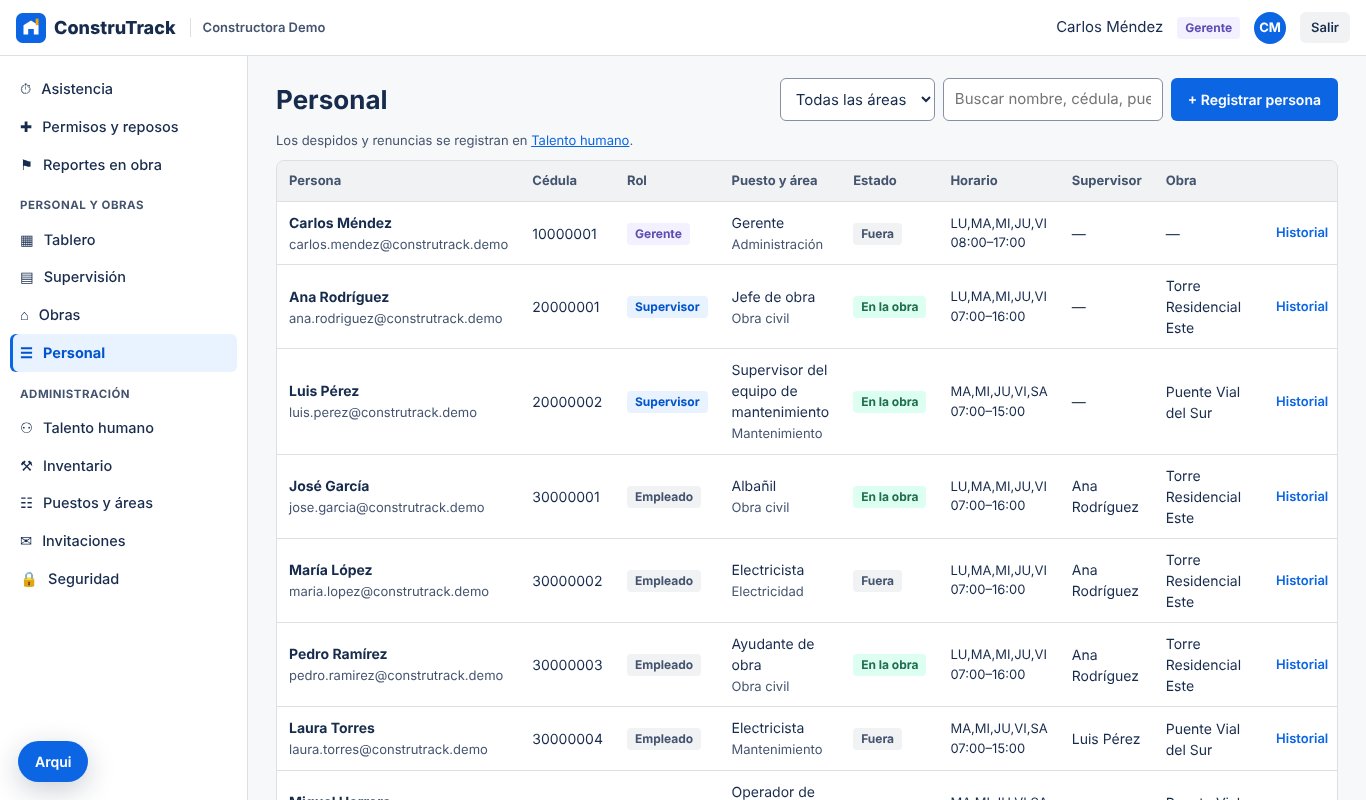 ConstruTrack
Constructora Demo
Carlos Méndez
Gerente
CM
Salir
Asistencia
Permisos y reposos
Reportes en obra
PERSONAL Y OBRAS
Tablero
Supervisión
Obras
Personal
ADMINISTRACIÓN
Talento humano
Inventario
Puestos y áreas
Invitaciones
Seguridad
Arqui
Personal
Todas las áreas
Buscar nombre, cédula, pue
+ Registrar persona
Los despidos y renuncias se registran en Talento humano.
Persona Cédula Rol Puesto y área Estado Horario Supervisor Obra
Carlos Méndez
carlos.mendez@construtrack.demo
10000001
Gerente
Gerente
Administración
Fuera
LU,MA,MI,JU,VI
08:00–17:00
—
—
Historial
Ana Rodríguez
ana.rodriguez@construtrack.demo
20000001
Supervisor
Jefe de obra
Obra civil
En la obra
LU,MA,MI,JU,VI
07:00–16:00
—
Torre
Residencial
Este
Historial
Luis Pérez
luis.perez@construtrack.demo
20000002
Supervisor
Supervisor del
equipo de
mantenimiento
Mantenimiento
En la obra
MA,MI,JU,VI,SA
07:00–15:00
—
Puente Vial
del Sur
Historial
José García
jose.garcia@construtrack.demo
30000001
Empleado
Albañil
Obra civil
En la obra
LU,MA,MI,JU,VI
07:00–16:00
Ana
Rodríguez
Torre
Residencial
Este
Historial
María López
maria.lopez@construtrack.demo
30000002
Empleado
Electricista
Electricidad
Fuera
LU,MA,MI,JU,VI
07:00–16:00
Ana
Rodríguez
Torre
Residencial
Este
Historial
Pedro Ramírez
pedro.ramirez@construtrack.demo
30000003
Empleado
Ayudante de
obra
Obra civil
En la obra
LU,MA,MI,JU,VI
07:00–16:00
Ana
Rodríguez
Torre
Residencial
Este
Historial
Laura Torres
laura.torres@construtrack.demo
30000004
Empleado
Electricista
Mantenimiento
Fuera
MA,MI,JU,VI,SA
07:00–15:00
Luis Pérez
Puente Vial
del Sur
Historial
Operador de